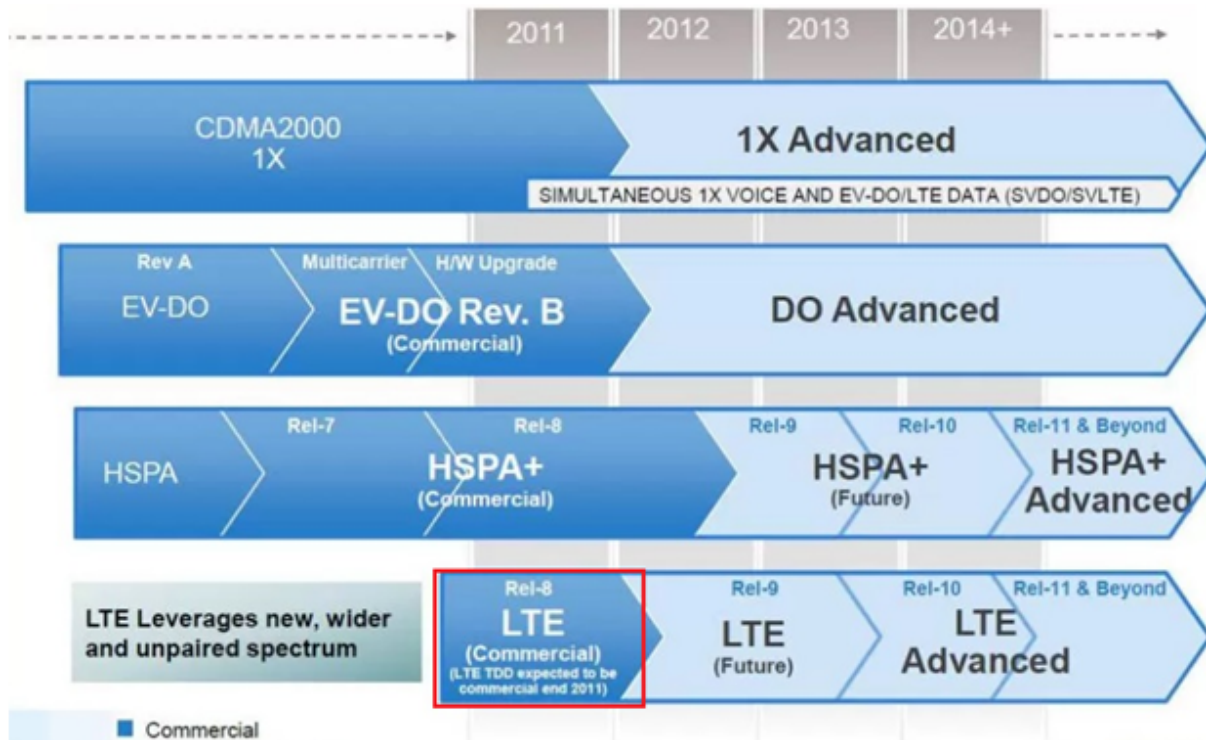 2011 2012 2013 2014+
CDMA2000
1X
1X Advanced
SIMULTANEOUS 1X VOICE AND EV-DO/LTE DATA (SVDO/SVLTE)
Rev A Multicarrier H/W Upgrade
EV-DO
EV-DO Rev. B
(Commercial)
DO Advanced
Rel-7 Rel-8 Rel-9 Rel-10 Rel-11 & Beyond
HSPA
HSPA+
(Commercial)
HSPA+
(Future)
HSPA+
Advanced
LTE Leverages new, wider
and unpaired spectrum
Rel-8 Rel-9 Rel-10 Rel-11 & Beyond
LTE
(Commercial)
(LTE TDD expected to be
commercial end 2011)
LTE
(Future)
LTE
Advanced
Commercial